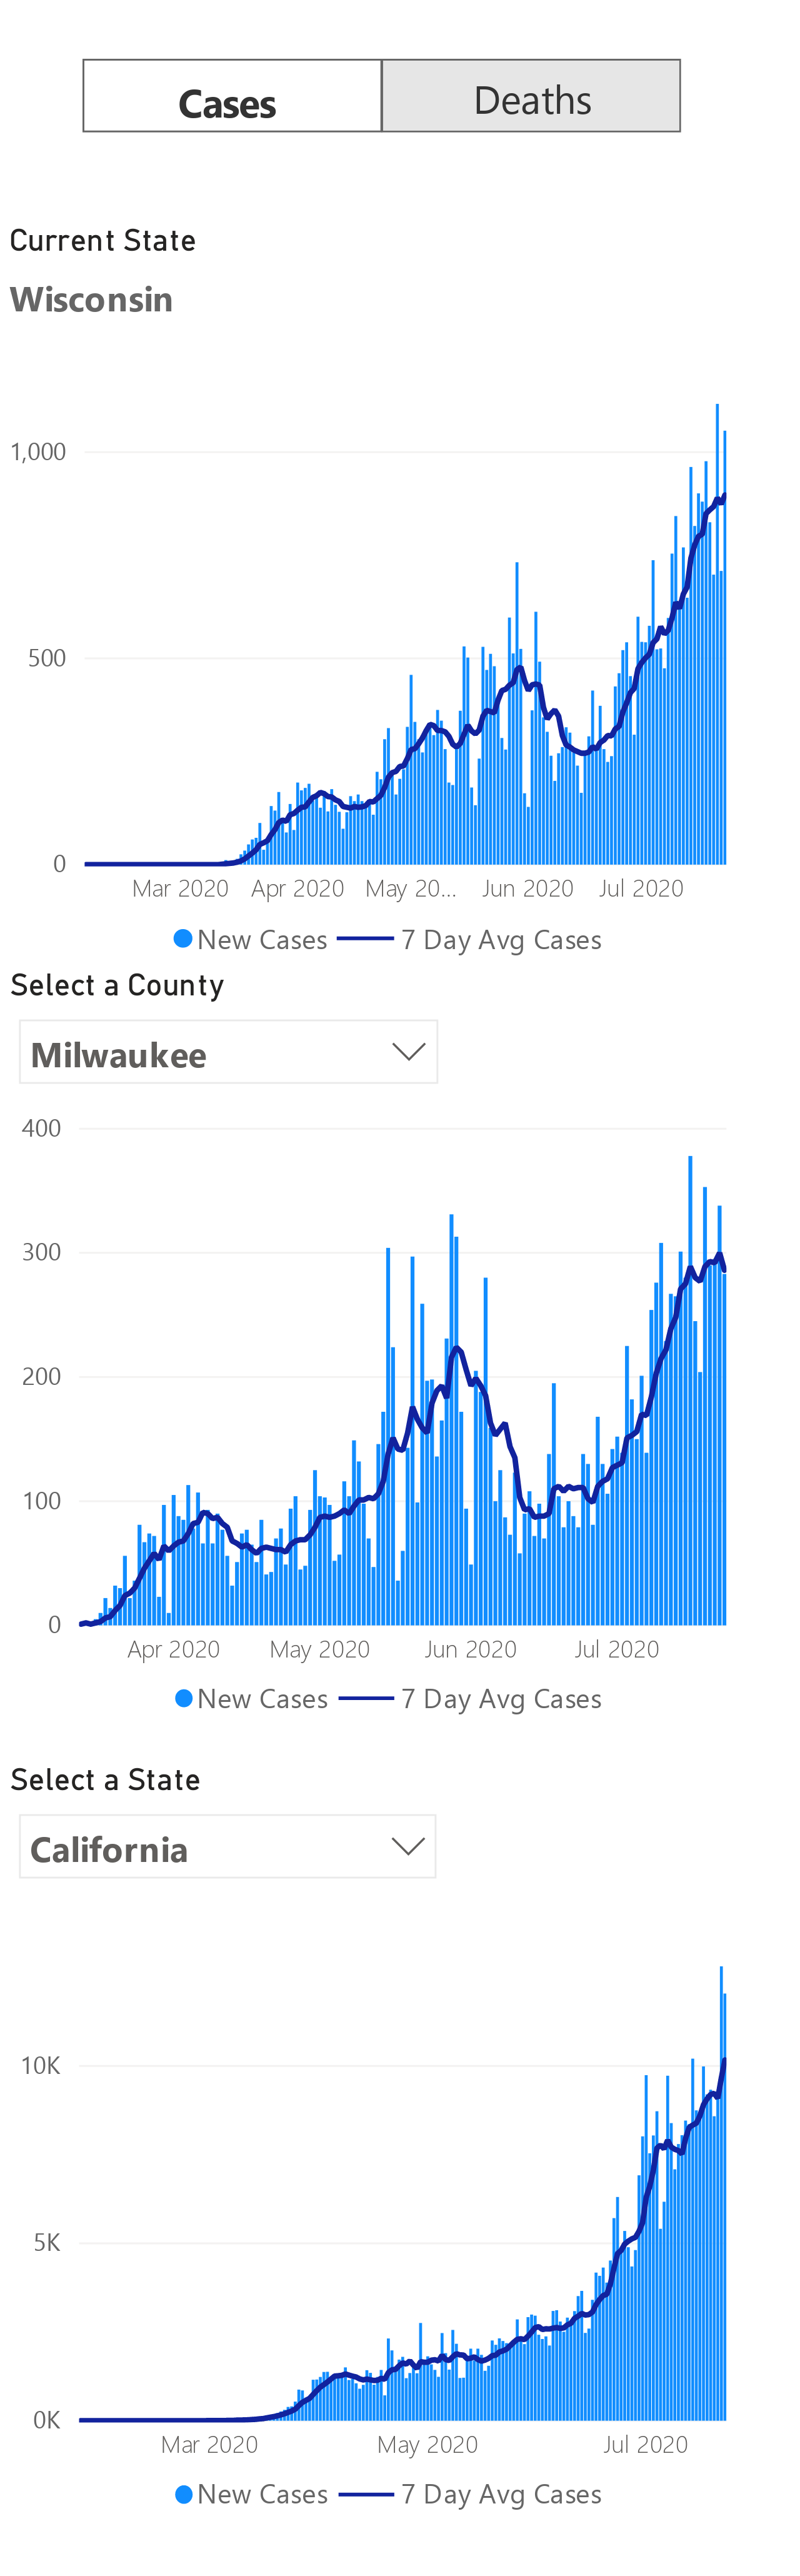 Cases Deaths
Current State
Wisconsin
1,000
500
0
Mar 2020 Apr 2020 May 20... Jun 2020 Jul 2020
New Cases 7 Day Avg Cases
Select a County
Milwaukee
400
300
200
100
0
Apr 2020 May 2020 Jun 2020 Jul 2020
New Cases 7 Day Avg Cases
Select a State
California
10K
5K
0K
Mar 2020 May 2020 Jul 2020
New Cases 7 Day Avg Cases